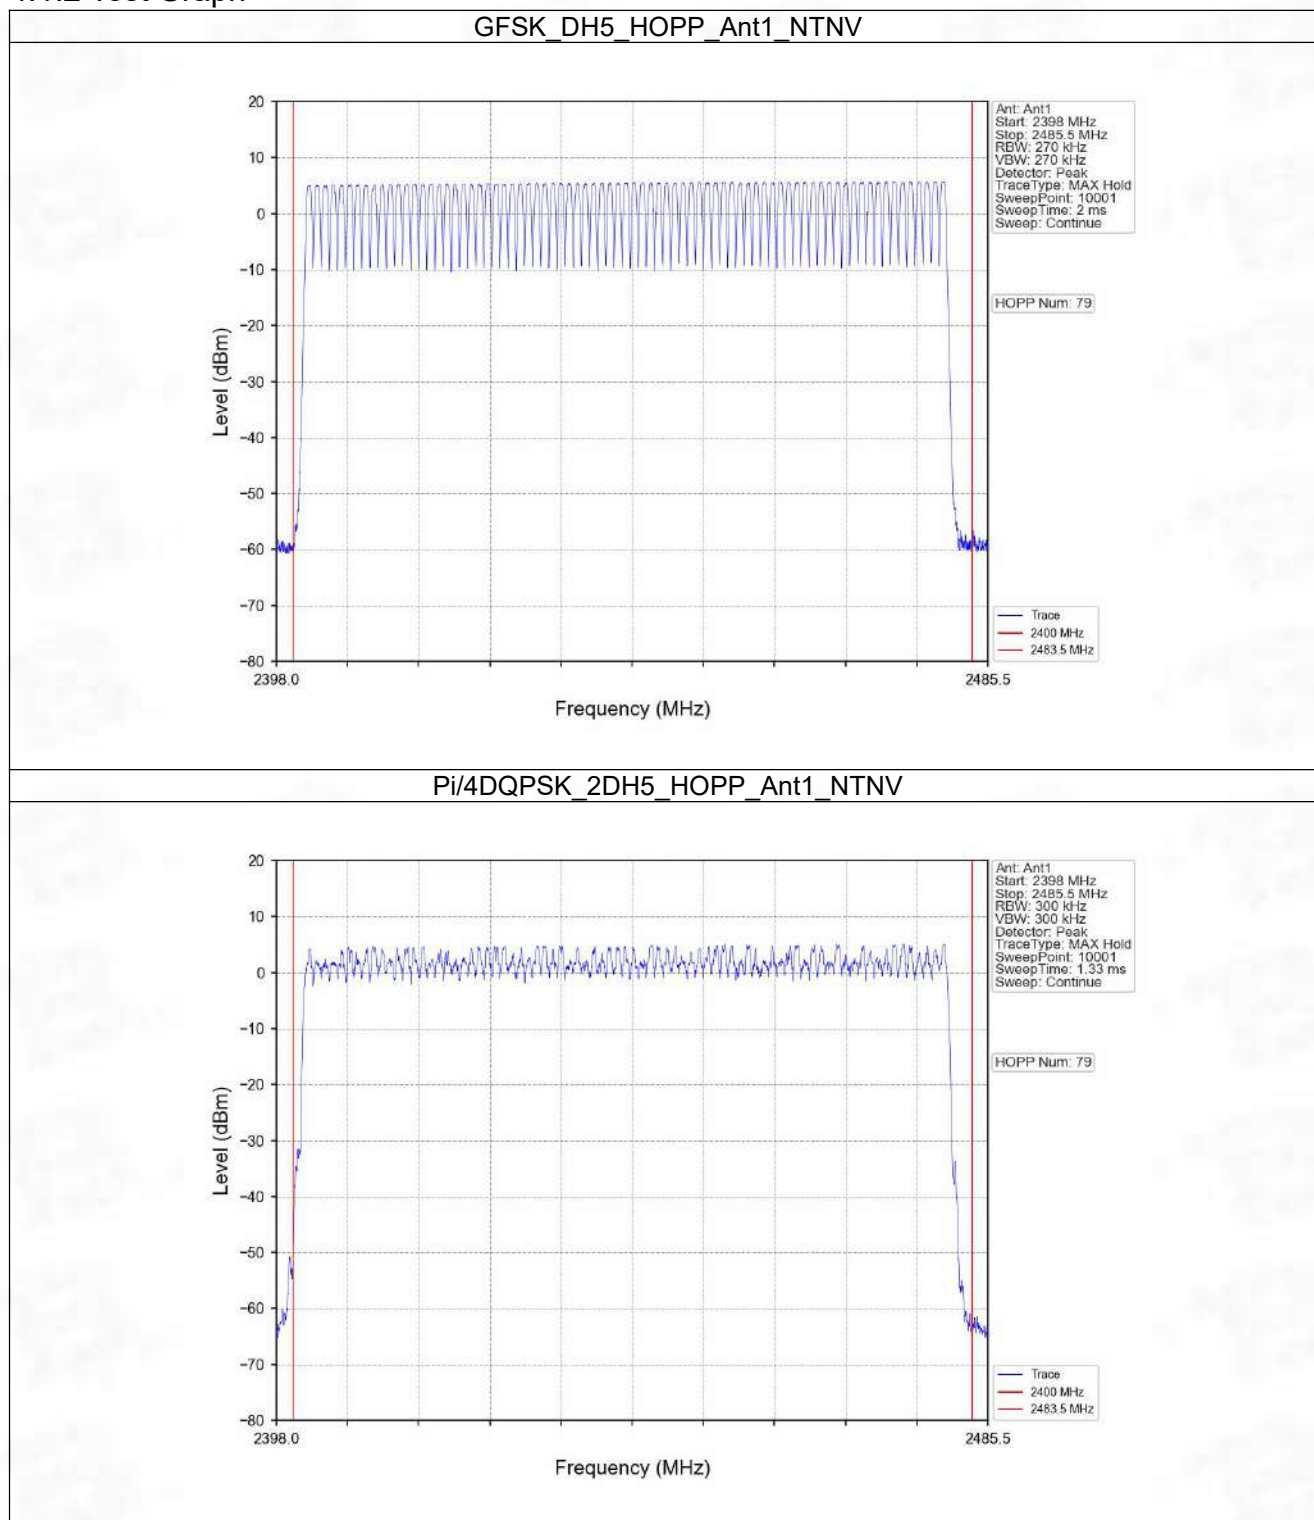 Test Graph
GFSK_DH5_HOPP_Ant1_NTNV
20
10
0
−10
−20
−30
−40
−50
−60
−70
−80
Level (dBm)
2398.0
2485.5
Frequency (MHz)
Ant: Ant1
Start: 2398 MHz
Stop: 2485.5 MHz
RBW: 270 kHz
VBW: 270 kHz
Detector: Peak
TraceType: MAX Hold
SweepPoint: 10001
SweepTime: 2 ms
Sweep: Continue
HOPP Num: 79
Trace
2400 MHz
2483.5 MHz
Pi/4DQPSK_2DH5_HOPP_Ant1_NTNV
20
10
0
−10
−20
−30
−40
−50
−60
−70
−80
Level (dBm)
2398.0
2485.5
Frequency (MHz)
Ant: Ant1
Start: 2398 MHz
Stop: 2485.5 MHz
RBW: 300 kHz
VBW: 300 kHz
Detector: Peak
TraceType: MAX Hold
SweepPoint: 10001
SweepTime: 1.33 ms
Sweep: Continue
HOPP Num: 79
Trace
2400 MHz
2483.5 MHz